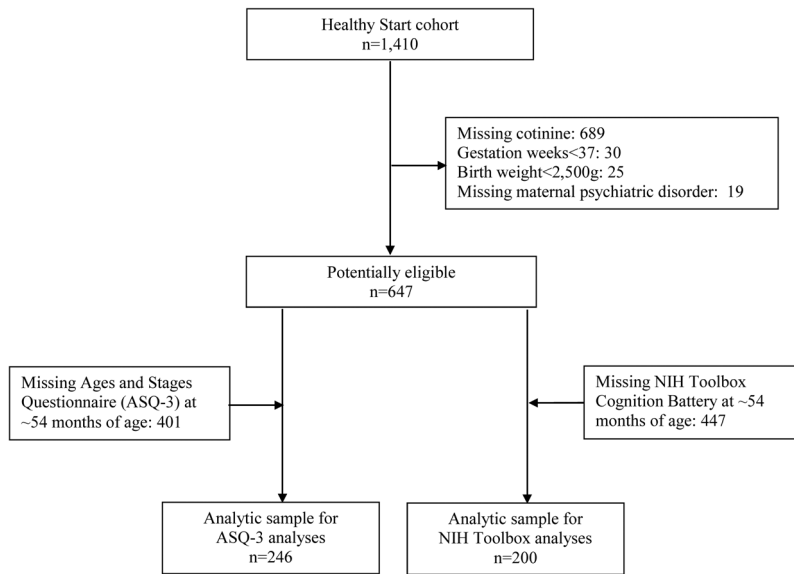 Healthy Start cohort
n=1,410
Missing cotinine: 689
Gestation weeks<37: 30
Birth weight<2,500g: 25
Missing maternal psychiatric disorder:  19
Potentially eligible
n=647
Missing Ages and Stages
Questionnaire (ASQ-3) at
~54 months of age: 401
Missing NIH Toolbox
Cognition Battery at ~54
months of age: 447
Analytic sample for
ASQ-3 analyses
n=246
Analytic sample for
NIH Toolbox analyses
n=200